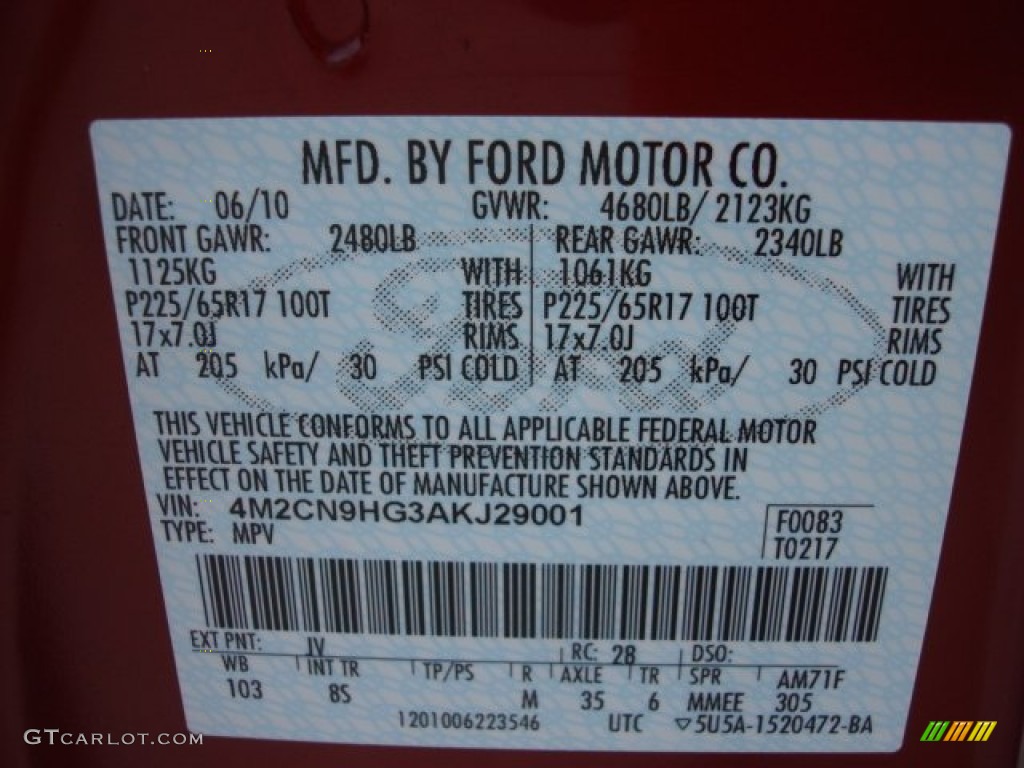 MFD. BY FORD MOTOR CO.
DATE: 06/10 GVWR: 4680LB/ 2123KG
FRONT GAWR: 2480LB REAR GAWR: 2340LB
1125KG WITH 1061KG WITH
P225/65R17 100T TIRES P225/65R17 100T TIRES
17x7.0J RIMS 17x7.0J RIMS
AT 205 kPa/ 30 PSI COLD AT 205 kPa/ 30 PSI COLD
Ford
THIS VEHICLE CONFORMS TO ALL APPLICABLE FEDERAL MOTOR
VEHICLE SAFETY AND THEFT PREVENTION STANDARDS IN
EFFECT ON THE DATE OF MANUFACTURE SHOWN ABOVE.
VIN: 4M2CN9HG3AKJ29001 F0083
TYPE: MPV T0217
EXT PNT: JV RC: 28 DSO:
WB INT TR TP/PS R AXLE TR SPR AM71F
103 8S M 35 6 MMEE 305
1201006223546 UTC ▽5U5A-1520472-BA
GTCARLOT.COM